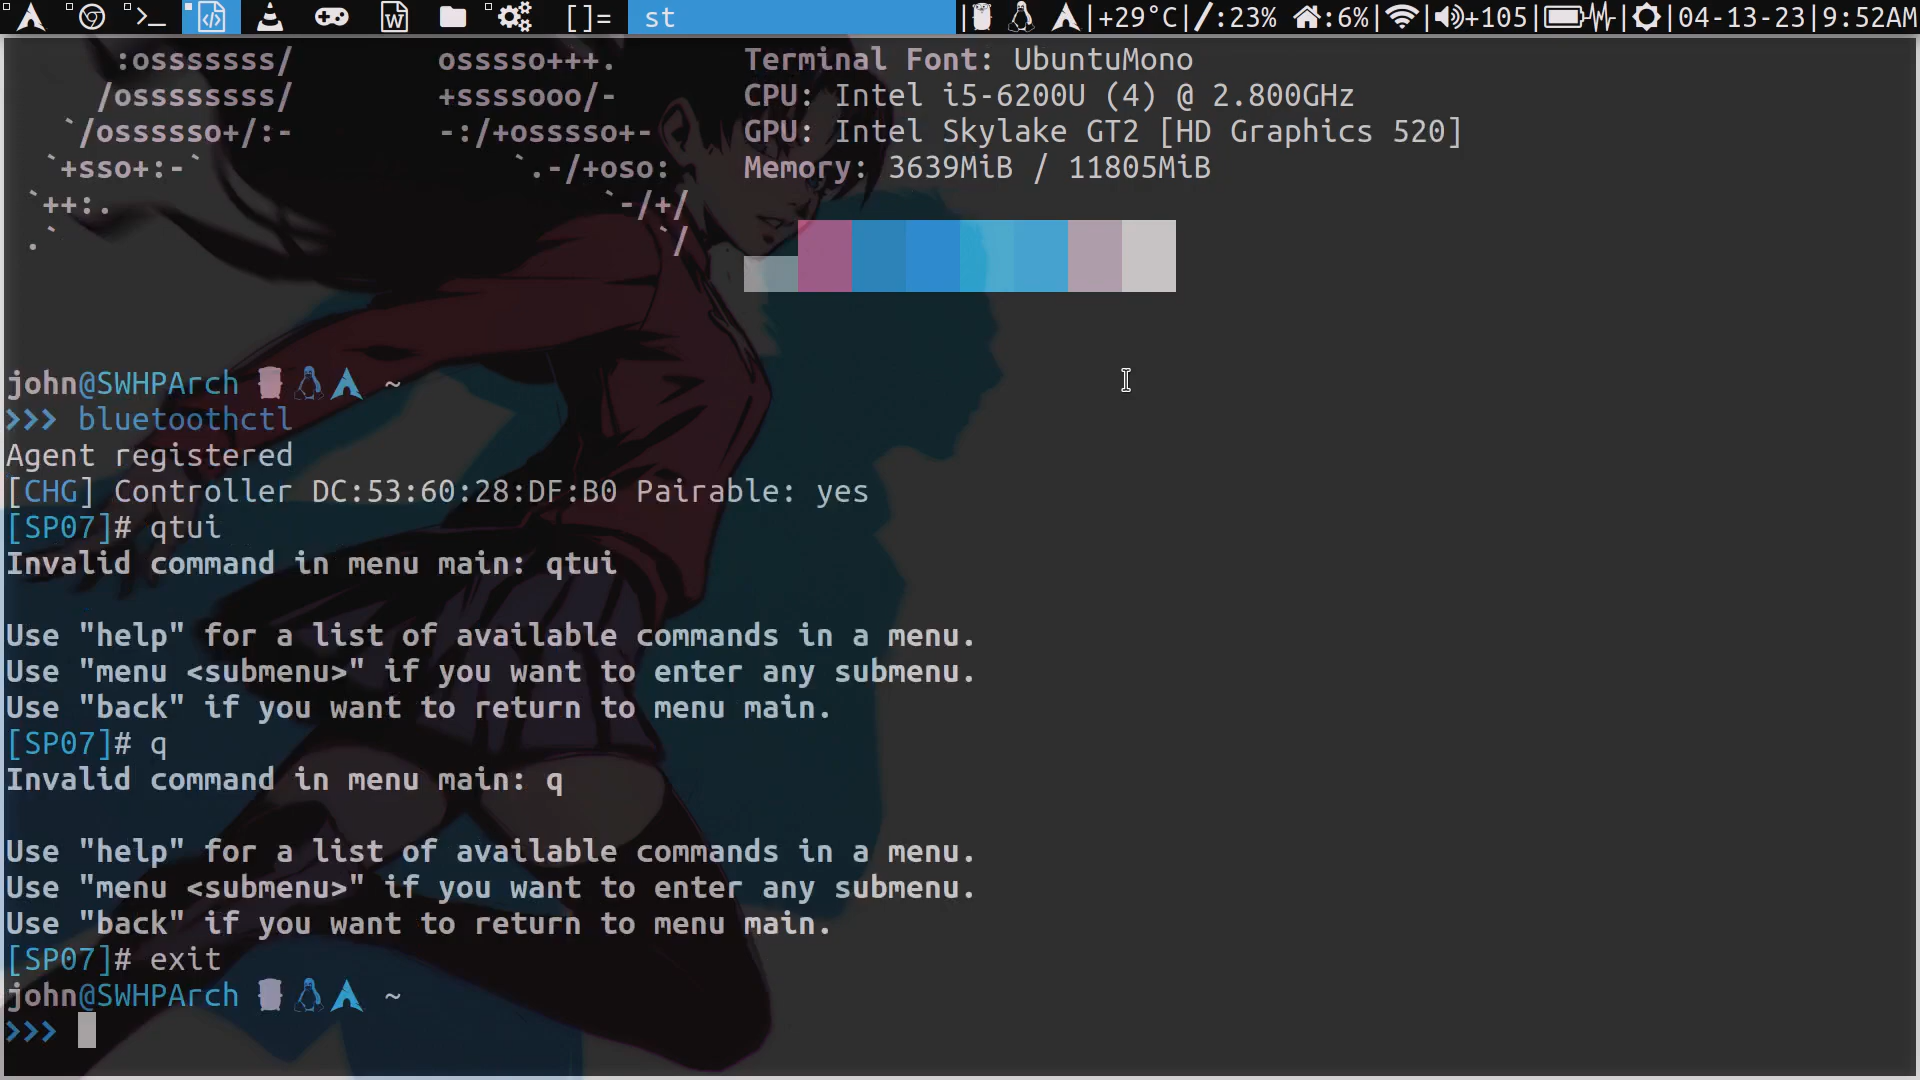 []= st |+29°C|/:23% :6%| |+105| | |04-13-23|9:52AM
:osssssss/ osssso+++. Terminal Font: UbuntuMono
/ossssssss/ +ssssooo/- CPU: Intel i5-6200U (4) @ 2.800GHz
`/ossssso+/:- -:/+osssso+- GPU: Intel Skylake GT2 [HD Graphics 520]
`+sso+:-` `.-/+oso: Memory: 3639MiB / 11805MiB
`++:. `-/+/
.` `/
john@SWHPArch ~
>>> bluetoothctl
Agent registered
[CHG] Controller DC:53:60:28:DF:B0 Pairable: yes
[SP07]# qtui
Invalid command in menu main: qtui
Use "help" for a list of available commands in a menu.
Use "menu <submenu>" if you want to enter any submenu.
Use "back" if you want to return to menu main.
[SP07]# q
Invalid command in menu main: q
Use "help" for a list of available commands in a menu.
Use "menu <submenu>" if you want to enter any submenu.
Use "back" if you want to return to menu main.
[SP07]# exit
john@SWHPArch ~
>>>